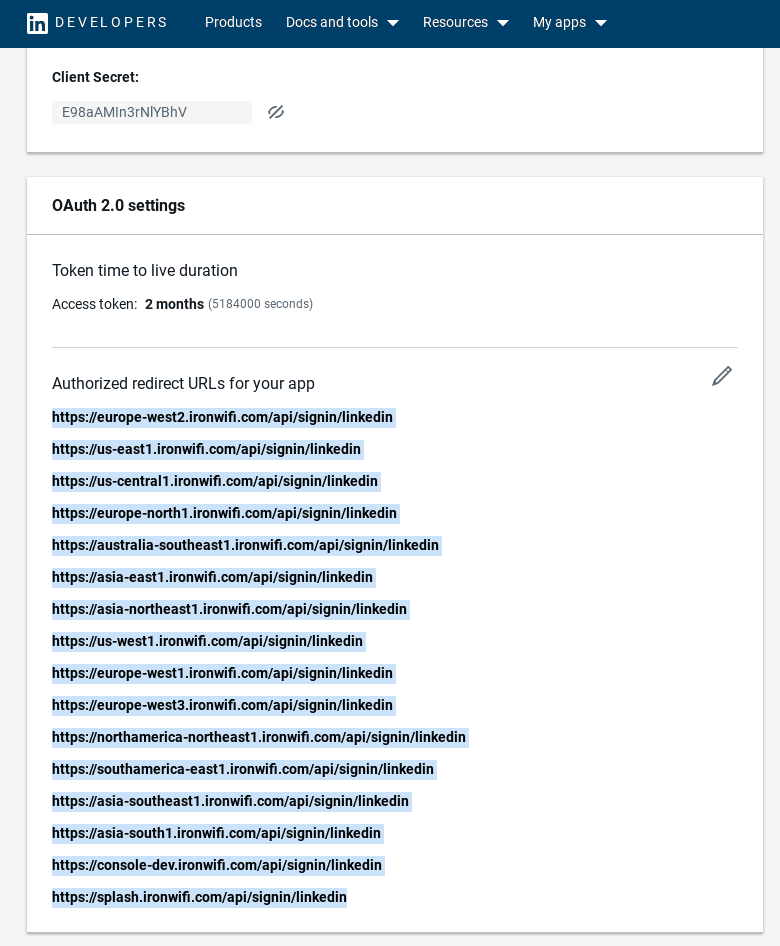 in DEVELOPERS Products Docs and tools Resources My apps
Client Secret:
E98aAMIn3rNlYBhV
OAuth 2.0 settings
Token time to live duration
Access token: 2 months (5184000 seconds)
Authorized redirect URLs for your app
https://europe-west2.ironwifi.com/api/signin/linkedin
https://us-east1.ironwifi.com/api/signin/linkedin
https://us-central1.ironwifi.com/api/signin/linkedin
https://europe-north1.ironwifi.com/api/signin/linkedin
https://australia-southeast1.ironwifi.com/api/signin/linkedin
https://asia-east1.ironwifi.com/api/signin/linkedin
https://asia-northeast1.ironwifi.com/api/signin/linkedin
https://us-west1.ironwifi.com/api/signin/linkedin
https://europe-west1.ironwifi.com/api/signin/linkedin
https://europe-west3.ironwifi.com/api/signin/linkedin
https://northamerica-northeast1.ironwifi.com/api/signin/linkedin
https://southamerica-east1.ironwifi.com/api/signin/linkedin
https://asia-southeast1.ironwifi.com/api/signin/linkedin
https://asia-south1.ironwifi.com/api/signin/linkedin
https://console-dev.ironwifi.com/api/signin/linkedin
https://splash.ironwifi.com/api/signin/linkedin